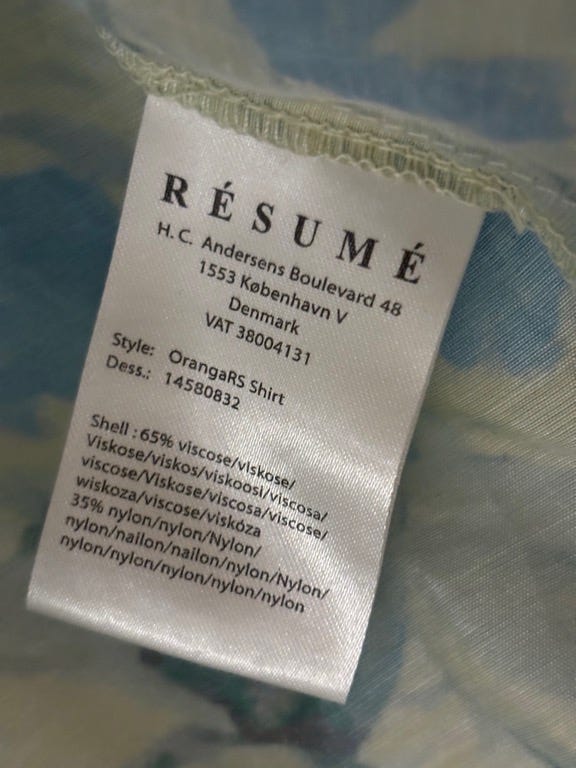 RÉSUMÉ
H. C. Andersens Boulevard 48
1553 København V
Denmark
VAT 38004131
Style: OrangaRS Shirt
Dess.: 14580832
Shell : 65% viscose/vlskose/
Viskose/viskos/viskoosi/viscosa/
viscose/Viskose/viscosa/viscose/
wiskoza/viscose/viskóza
35% nylon/nylon/Nylon/
nylon/nailon/nailon/nylon/Nylon/
nylon/nylon/nylon/nylon/nylon